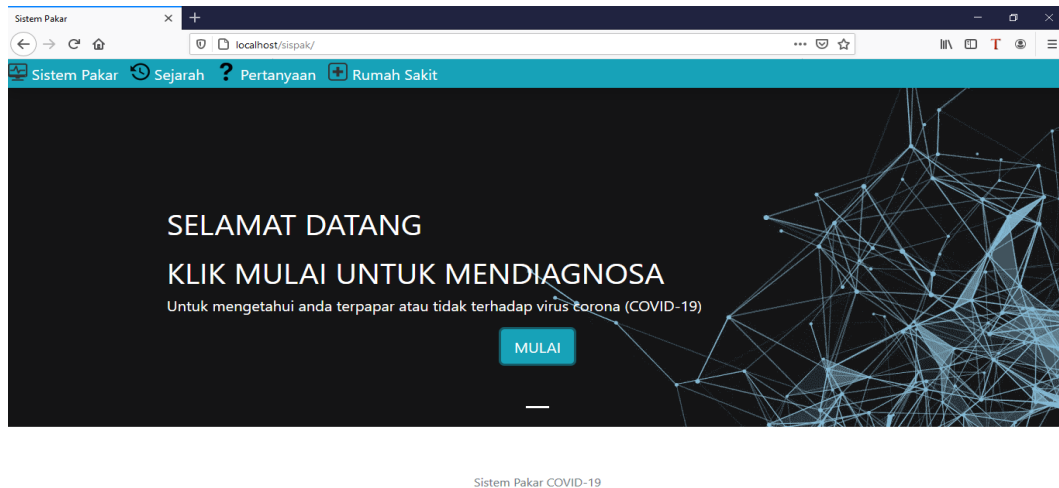 Sistem Pakar
localhost/sispak/
Sistem Pakar Sejarah ? Pertanyaan Rumah Sakit
SELAMAT DATANG
KLIK MULAI UNTUK MENDIAGNOSA
Untuk mengetahui anda terpapar atau tidak terhadap virus corona (COVID-19)
MULAI
Sistem Pakar COVID-19